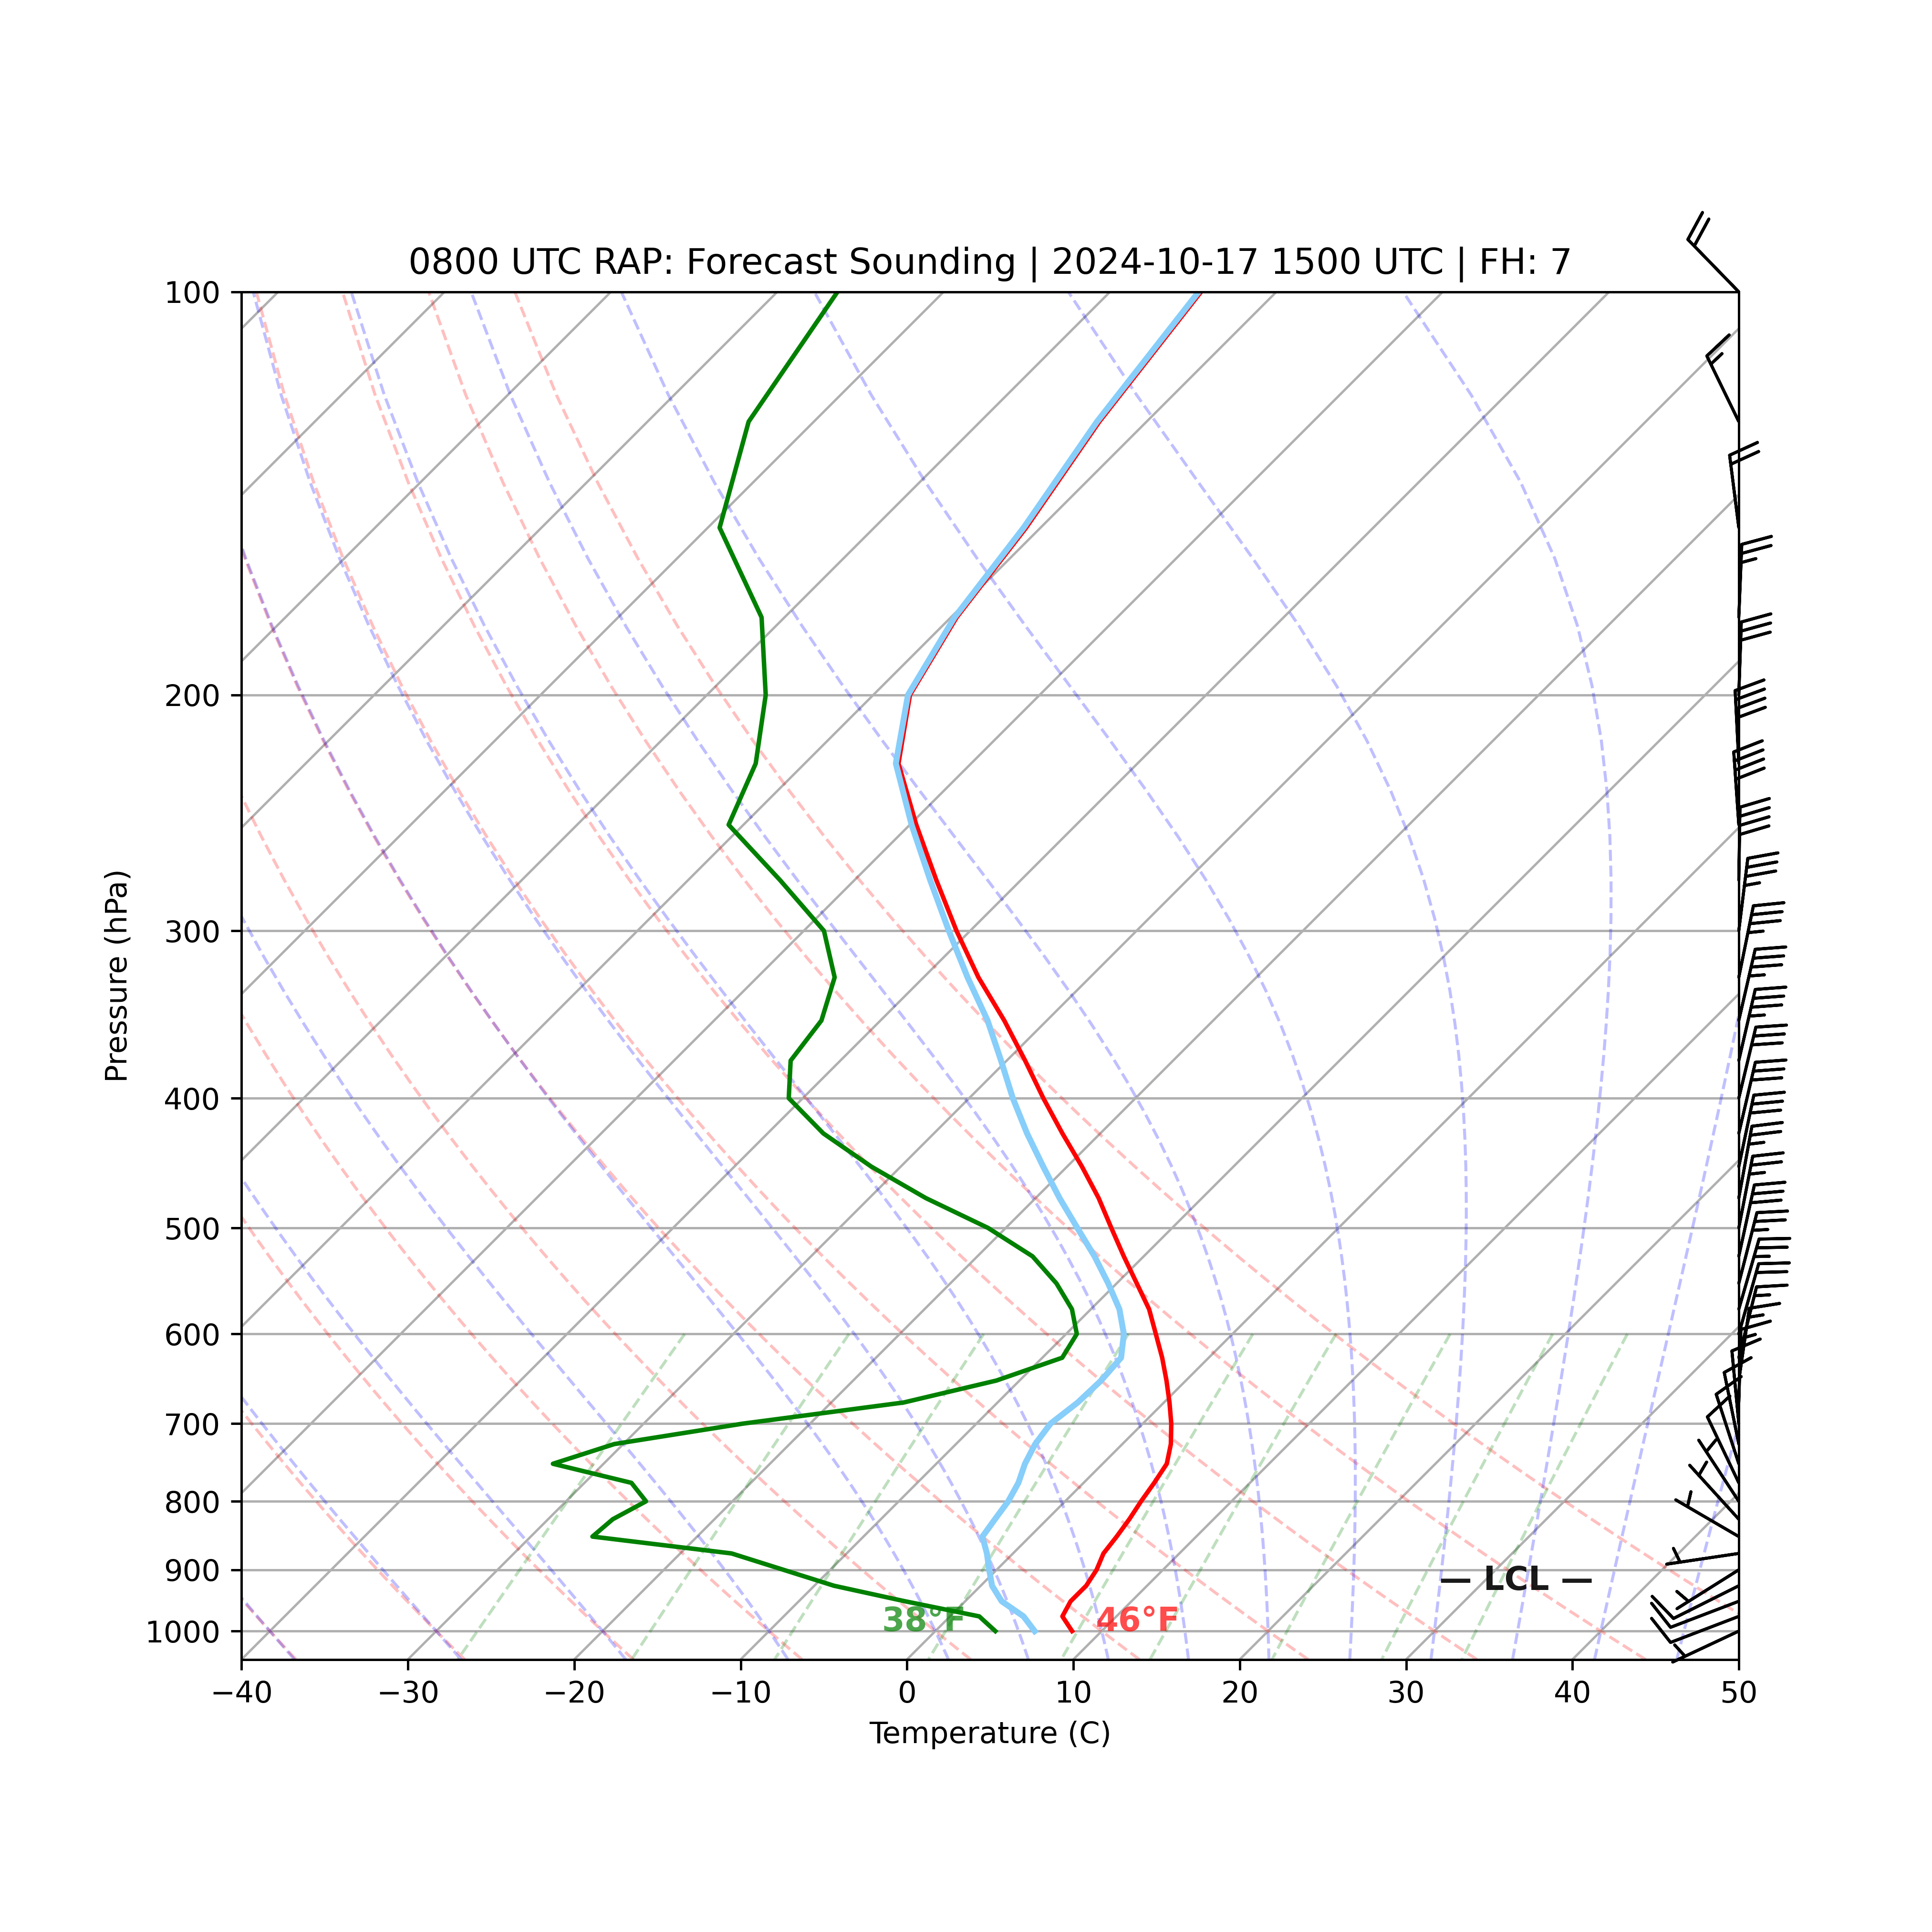 0800 UTC RAP: Forecast Sounding | 2024-10-17 1500 UTC | FH: 7
100
200
300
400
500
600
700
800
900
1000
Pressure (hPa)
— LCL —
38°F
46°F
−40 −30 −20 −10 0 10 20 30 40 50
Temperature (C)